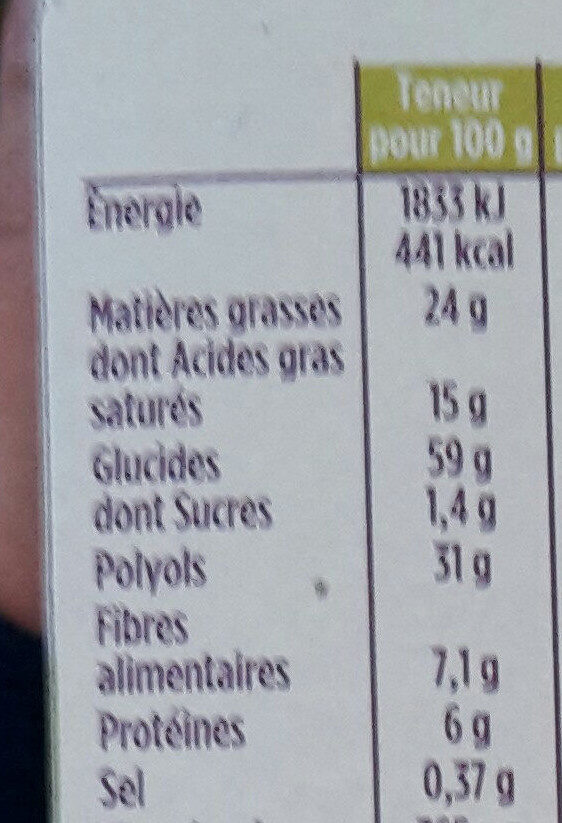 Teneur
pour 100 g
Énergie 1833 kJ
441 kcal
Matières grasses 24 g
dont Acides gras
saturés 15 g
Glucides 59 g
dont Sucres 1,4 g
Polyols 31 g
Fibres
alimentaires 7,1 g
Protéines 6 g
Sel 0,37 g